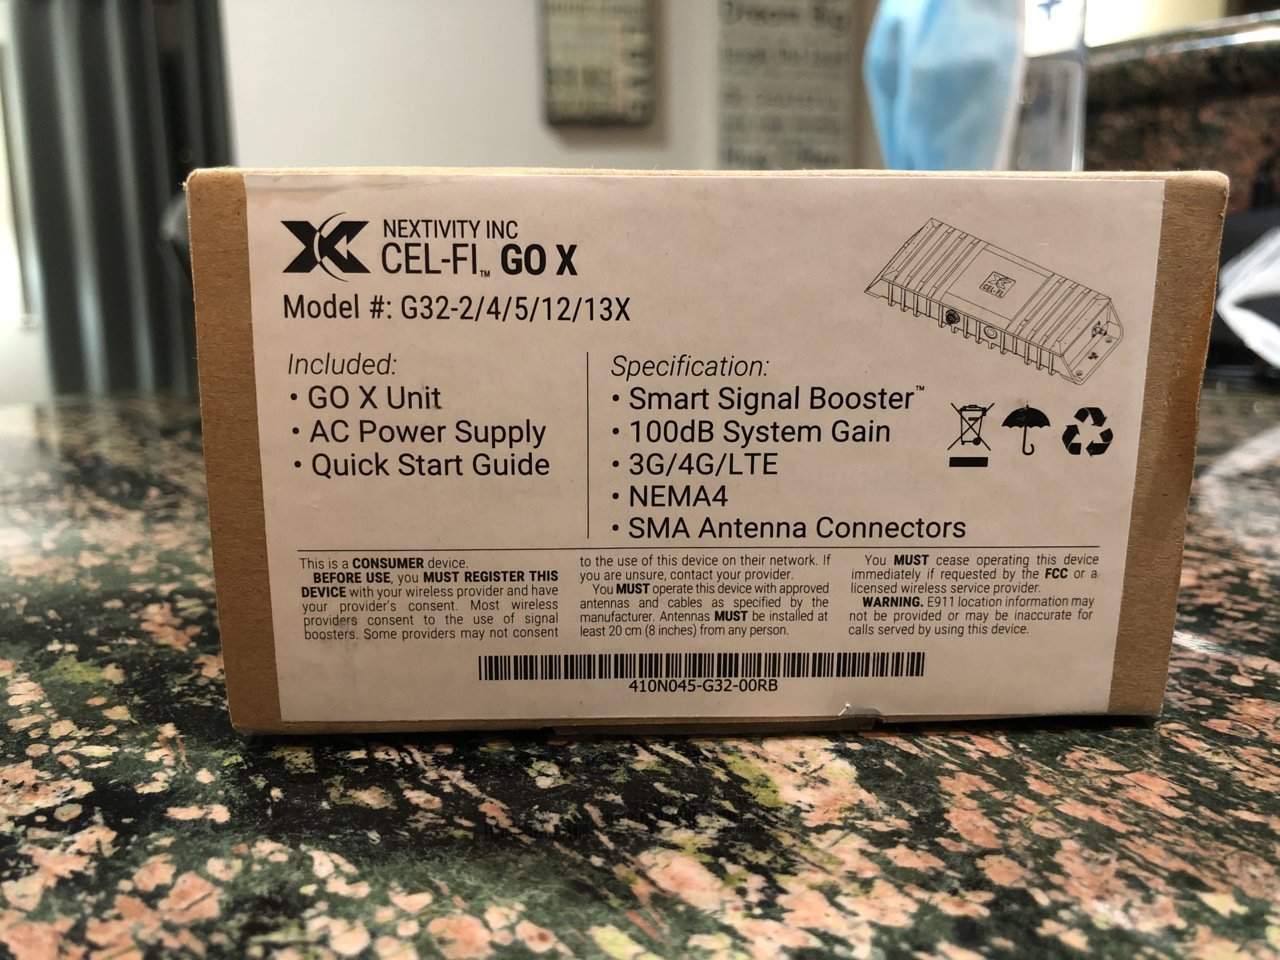 NEXTIVITY INC
CEL-FI™ GO X
Model #: G32-2/4/5/12/13X
CEL-FI
Included:
• GO X Unit
• AC Power Supply
• Quick Start Guide
Specification:
• Smart Signal Booster™
• 100dB System Gain
• 3G/4G/LTE
• NEMA4
• SMA Antenna Connectors
This is a CONSUMER device.
BEFORE USE, you MUST REGISTER THIS
DEVICE with your wireless provider and have
your provider's consent. Most wireless
providers consent to the use of signal
boosters. Some providers may not consent
to the use of this device on their network. If
you are unsure, contact your provider.
You MUST operate this device with approved
antennas and cables as specified by the
manufacturer. Antennas MUST be installed at
least 20 cm (8 inches) from any person.
You MUST cease operating this device
immediately if requested by the FCC or a
licensed wireless service provider.
WARNING. E911 location information may
not be provided or may be inaccurate for
calls served by using this device.
410N045-G32-00RB
Dream Big